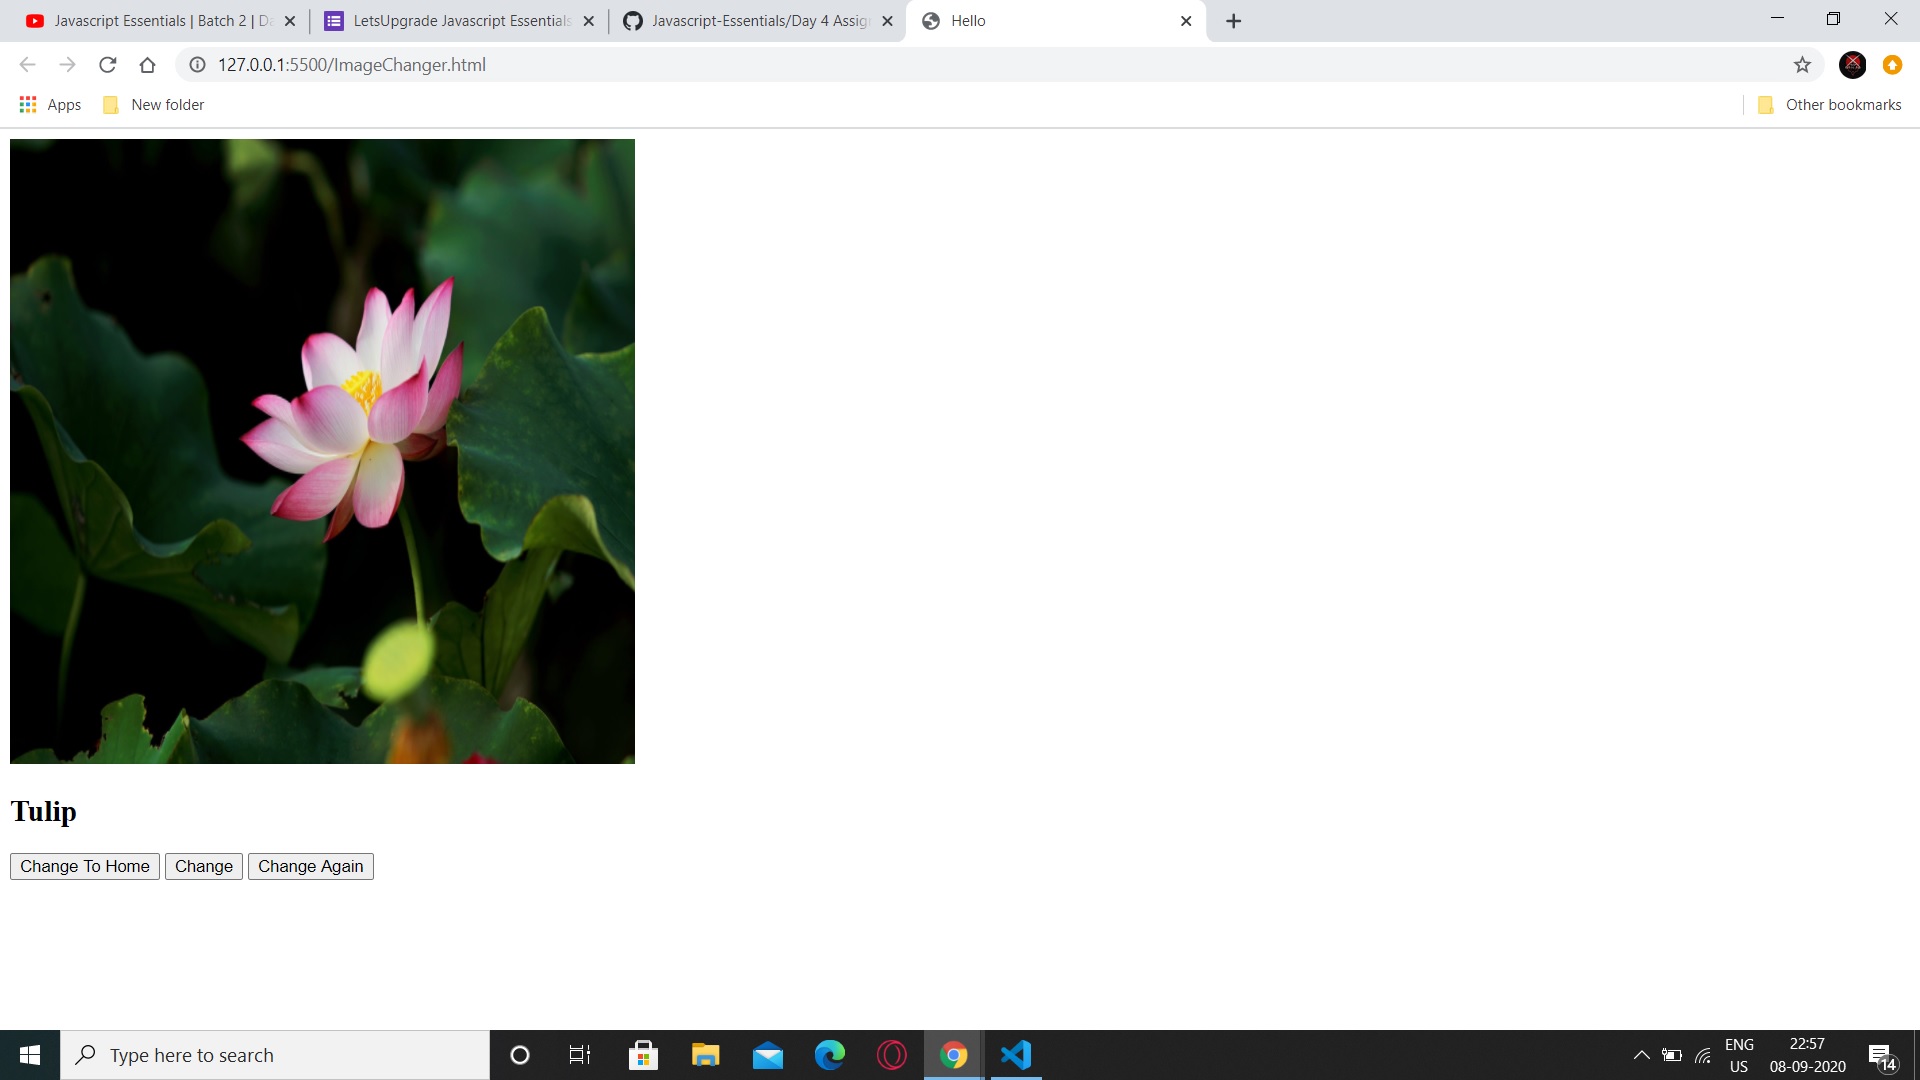 Javascript Essentials | Batch 2 | Da
LetsUpgrade Javascript Essentials
Javascript-Essentials/Day 4 Assig
Hello
127.0.0.1:5500/ImageChanger.html
Apps
New folder
Other bookmarks
Tulip
Change To Home
Change
Change Again
Type here to search
ENG
US
22:57
08-09-2020
14